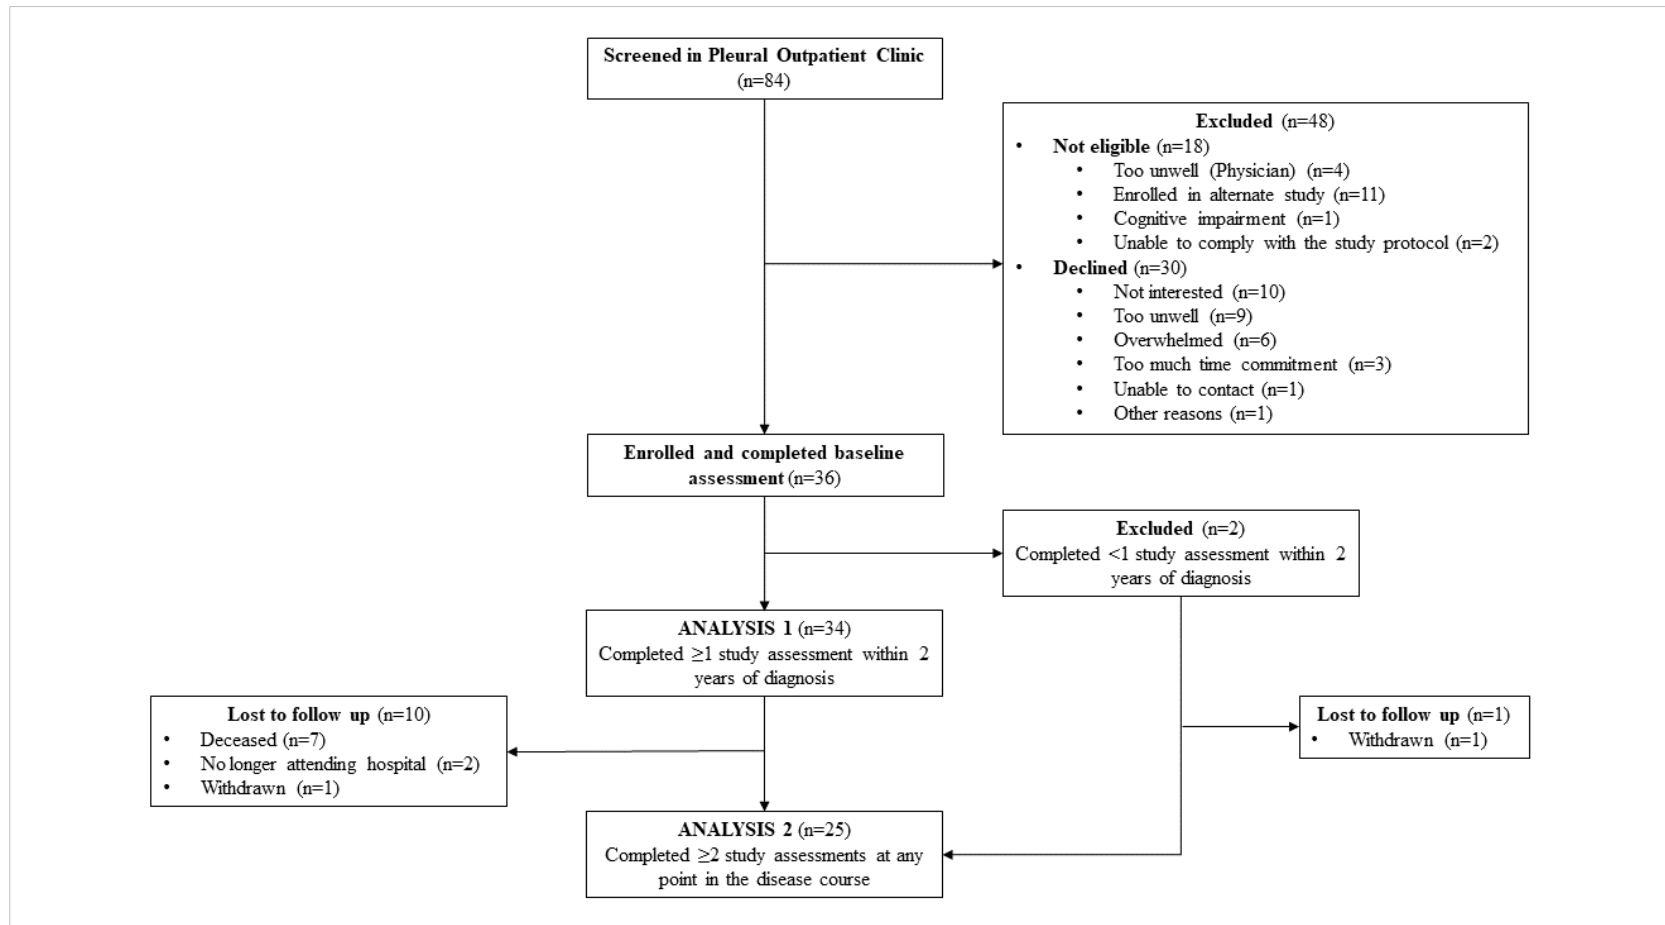 Screened in Pleural Outpatient Clinic
(n=84)
Excluded (n=48)
• Not eligible (n=18)
• Too unwell (Physician) (n=4)
• Enrolled in alternate study (n=11)
• Cognitive impairment (n=1)
• Unable to comply with the study protocol (n=2)
• Declined (n=30)
• Not interested (n=10)
• Too unwell (n=9)
• Overwhelmed (n=6)
• Too much time commitment (n=3)
• Unable to contact (n=1)
• Other reasons (n=1)
Enrolled and completed baseline
assessment (n=36)
Excluded (n=2)
Completed <1 study assessment within 2
years of diagnosis
ANALYSIS 1 (n=34)
Completed ≥1 study assessment within 2
years of diagnosis
Lost to follow up (n=10)
• Deceased (n=7)
• No longer attending hospital (n=2)
• Withdrawn (n=1)
Lost to follow up (n=1)
• Withdrawn (n=1)
ANALYSIS 2 (n=25)
Completed ≥2 study assessments at any
point in the disease course